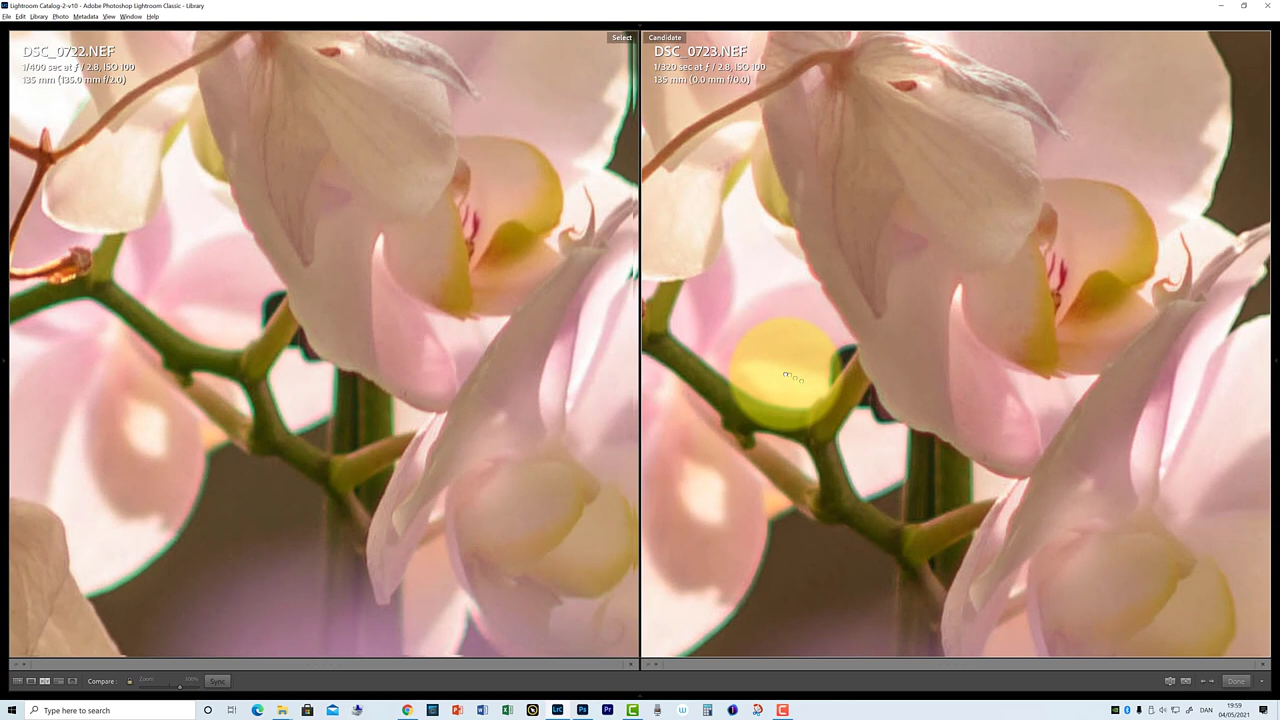 Lightroom Catalog-2-v10 - Adobe Photoshop Lightroom Classic - Library
File Edit Library Photo Metadata View Window Help
DSC_0722.NEF
1/400 sec at ƒ / 2.8, ISO 100
135 mm (135.0 mm f/2.0)
Select
Candidate
DSC_0723.NEF
1/320 sec at ƒ / 2.8, ISO 100
135 mm (0.0 mm f/0.0)
Compare : Zoom 100% Sync
Done
Type here to search
DAN
19:59
04/05/2021